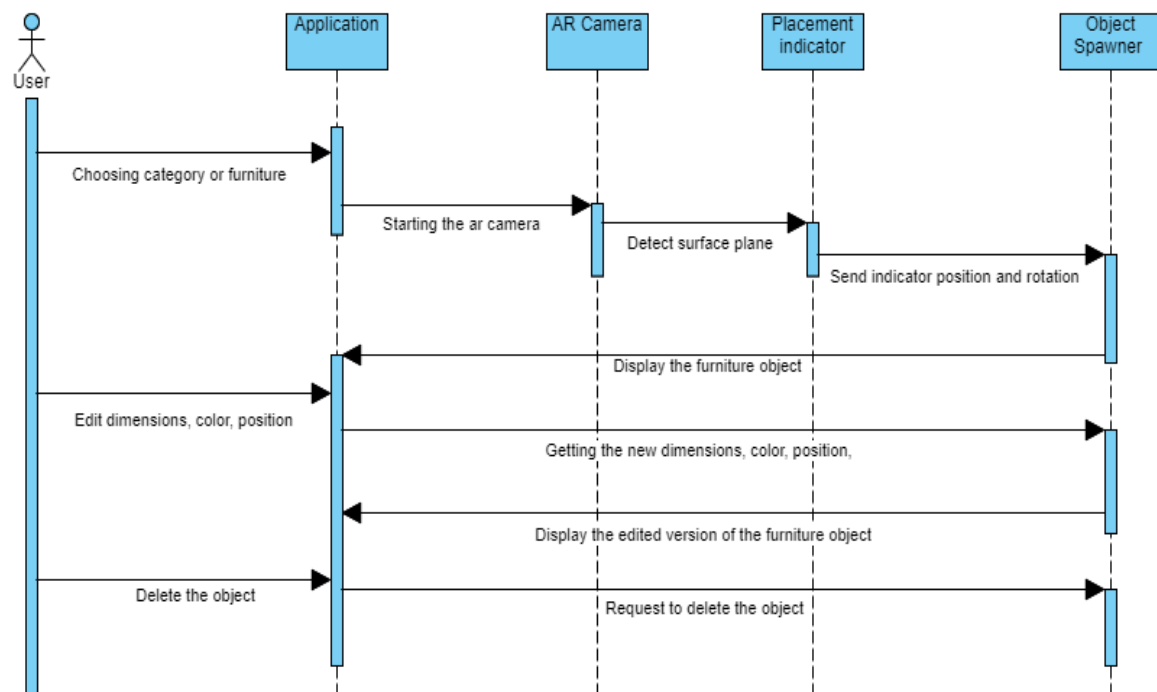 Application
AR Camera
Placement
indicator
Object
Spawner
User
Choosing category or furniture
Starting the ar camera
Detect surface plane
Send indicator position and rotation
Display the furniture object
Edit dimensions, color, position
Getting the new dimensions, color, position,
Display the edited version of the furniture object
Delete the object
Request to delete the object